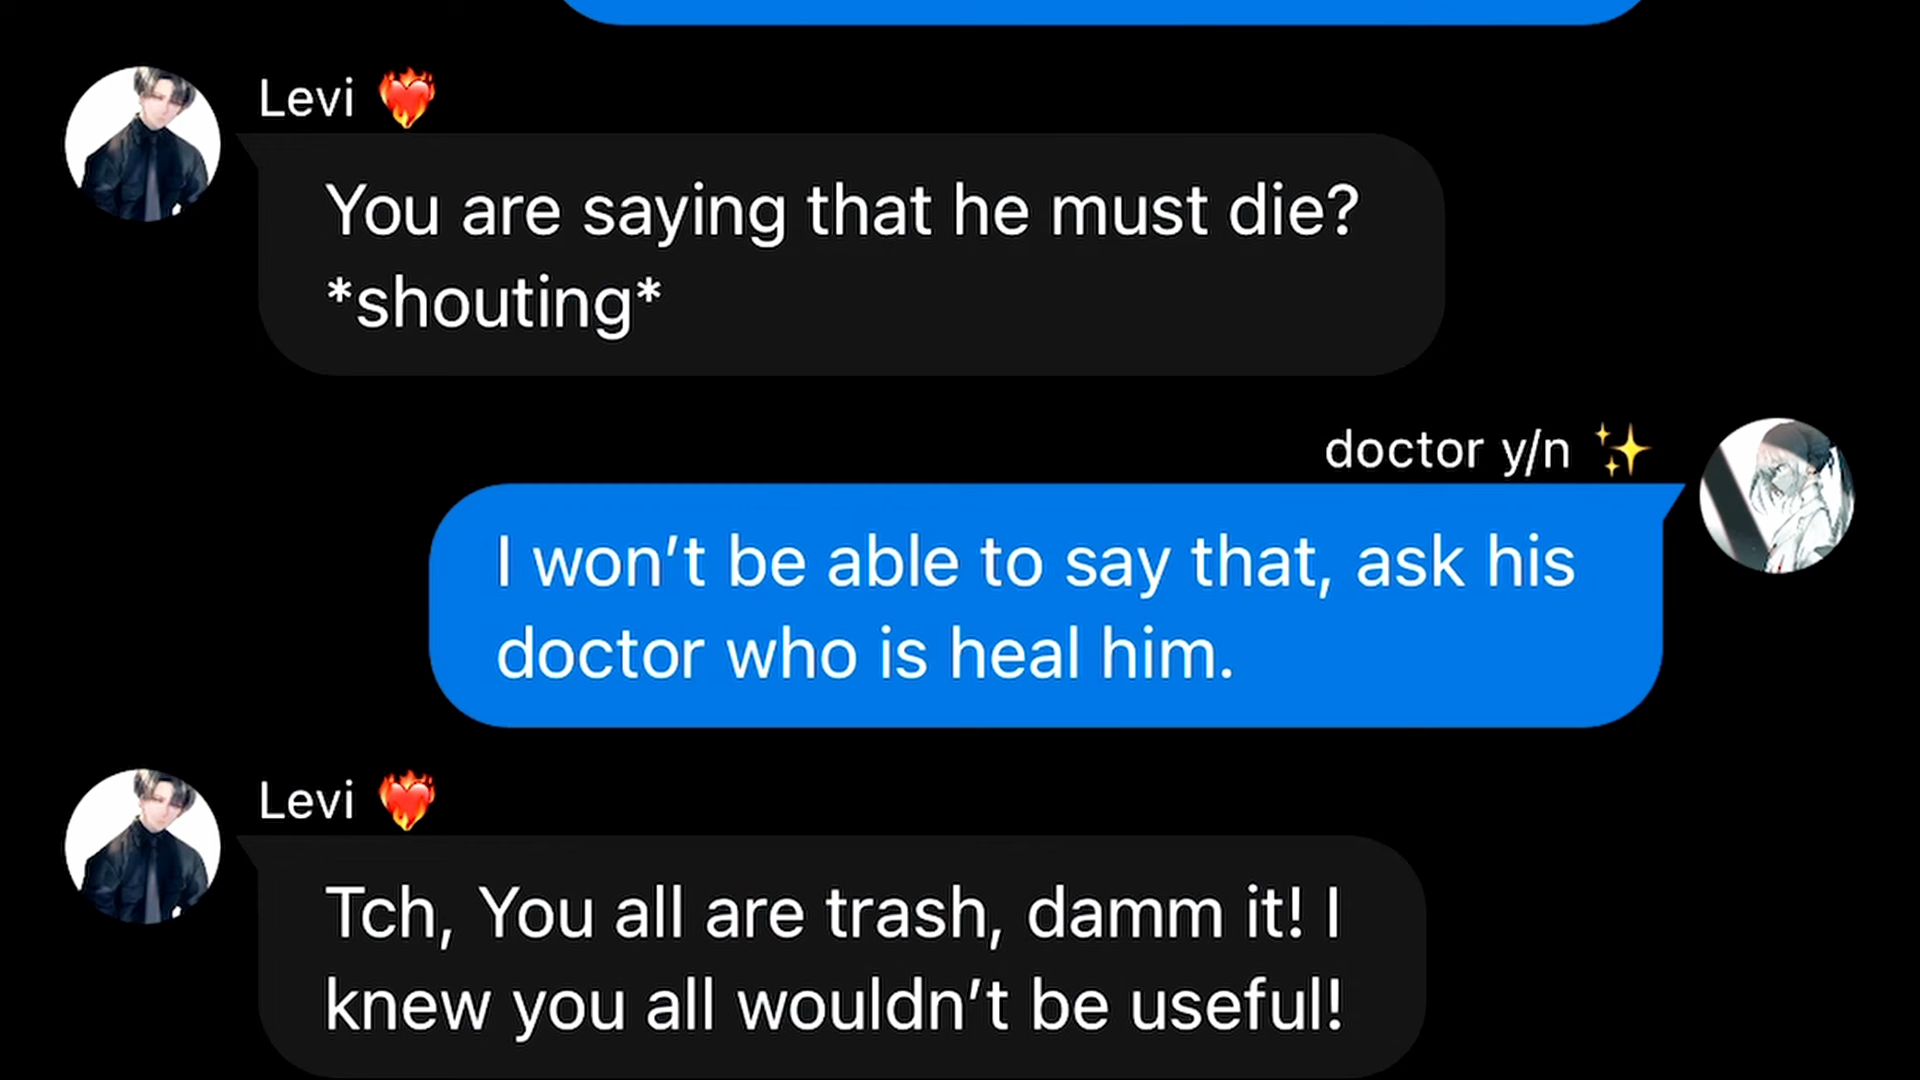 Levi ❤️‍🔥
You are saying that he must die?
*shouting*
doctor y/n ✨
I won’t be able to say that, ask his
doctor who is heal him.
Levi ❤️‍🔥
Tch, You all are trash, damm it! I
knew you all wouldn’t be useful!